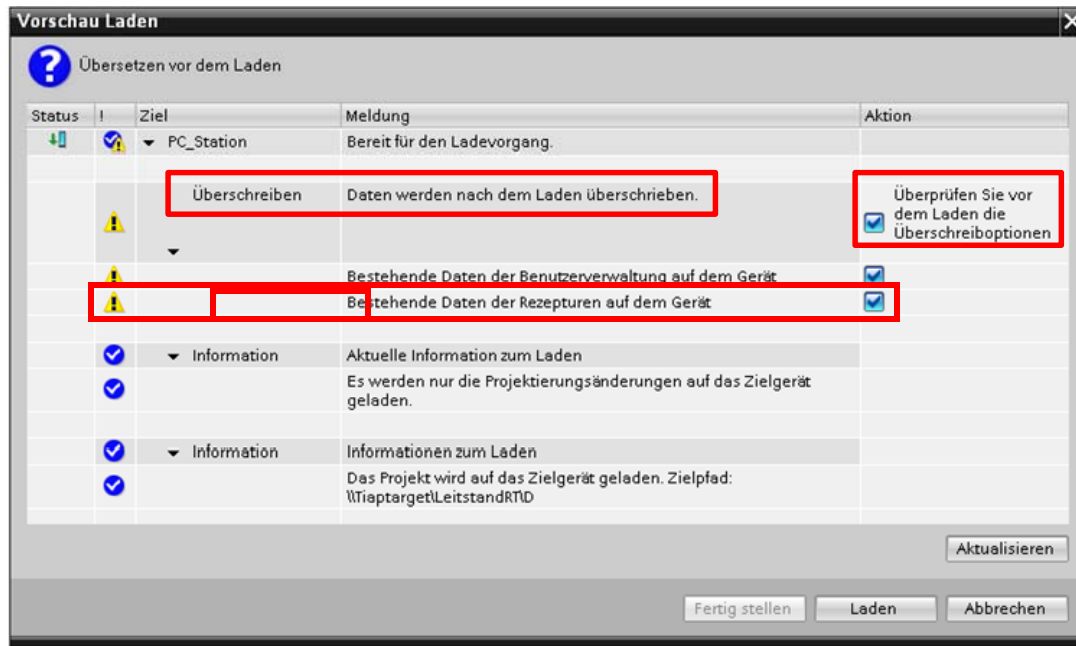 Vorschau Laden
Übersetzen vor dem Laden
Status ! Ziel Meldung Aktion
PC_Station Bereit für den Ladevorgang.
Überschreiben Daten werden nach dem Laden überschrieben. Überprüfen Sie vor
dem Laden die
Überschreiboptionen
Bestehende Daten der Benutzerverwaltung auf dem Gerät
Bestehende Daten der Rezepturen auf dem Gerät
Information Aktuelle Information zum Laden
Es werden nur die Projektierungsänderungen auf das Zielgerät
geladen.
Information Informationen zum Laden
Das Projekt wird auf das Zielgerät geladen. Zielpfad:
\\Tiaptarget\LeitstandRT\D
Aktualisieren
Fertig stellen Laden Abbrechen